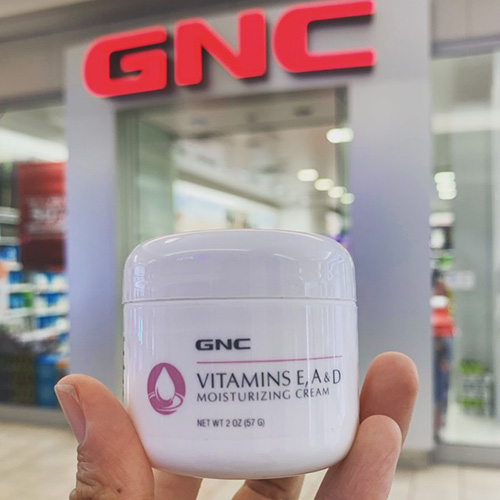 GNC
GNC
VITAMINS E, A & D
MOISTURIZING CREAM
NET WT 2 OZ (57 G)